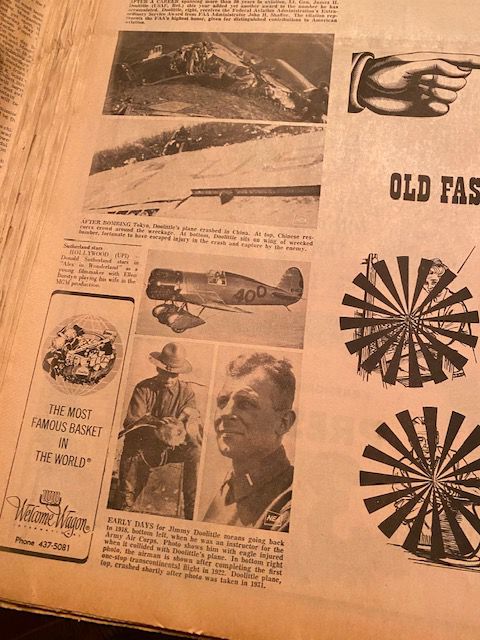 AFTER A CAREER spanning more than 50 years in aviation, Lt. Gen. James H.
Doolittle (USAF, Ret.) this year added yet another award to the number he has
accumulated. Doolittle, right, receives the Federal Aviation Administration's Extra-
ordinary Service Award from FAA Administrator John H. Shaffer. The citation rep-
resents the FAA's highest honor, given for distinguished contributions to American
aviation.
OLD FAS
AFTER BOMBING Tokyo, Doolittle's plane crashed in China. At top, Chinese res-
cuers crowd around the wreckage. At bottom, Doolittle sits on wing of wrecked
bomber, fortunate to have escaped injury in the crash and capture by the enemy.
Sutherland stars
HOLLYWOOD (UPI) —
Donald Sutherland stars in
"Alex in Wonderland" as a
young filmmaker with Ellen
Burstyn playing his wife in the
MGM production.
400
THE MOST
FAMOUS BASKET
IN
THE WORLD®
Welcome Wagon
INTERNATIONAL
Phone 437-5081
EARLY DAYS for Jimmy Doolittle means going back
to 1918, bottom left, when he was an instructor for the
Army Air Corps. Photo shows him with eagle injured
when it collided with Doolittle's plane. In bottom right
photo, the airman is shown after completing the first
one-stop transcontinental flight in 1922. Doolittle plane,
top, crashed shortly after photo was taken in 1931.